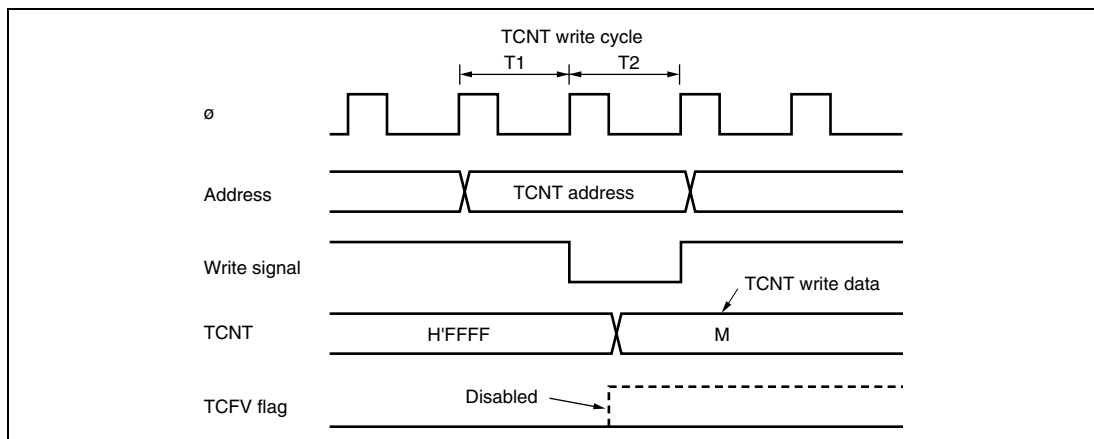 TCNT write cycle
T1 T2
ø
Address
TCNT address
Write signal
TCNT write data
TCNT
H'FFFF
M
Disabled
TCFV flag